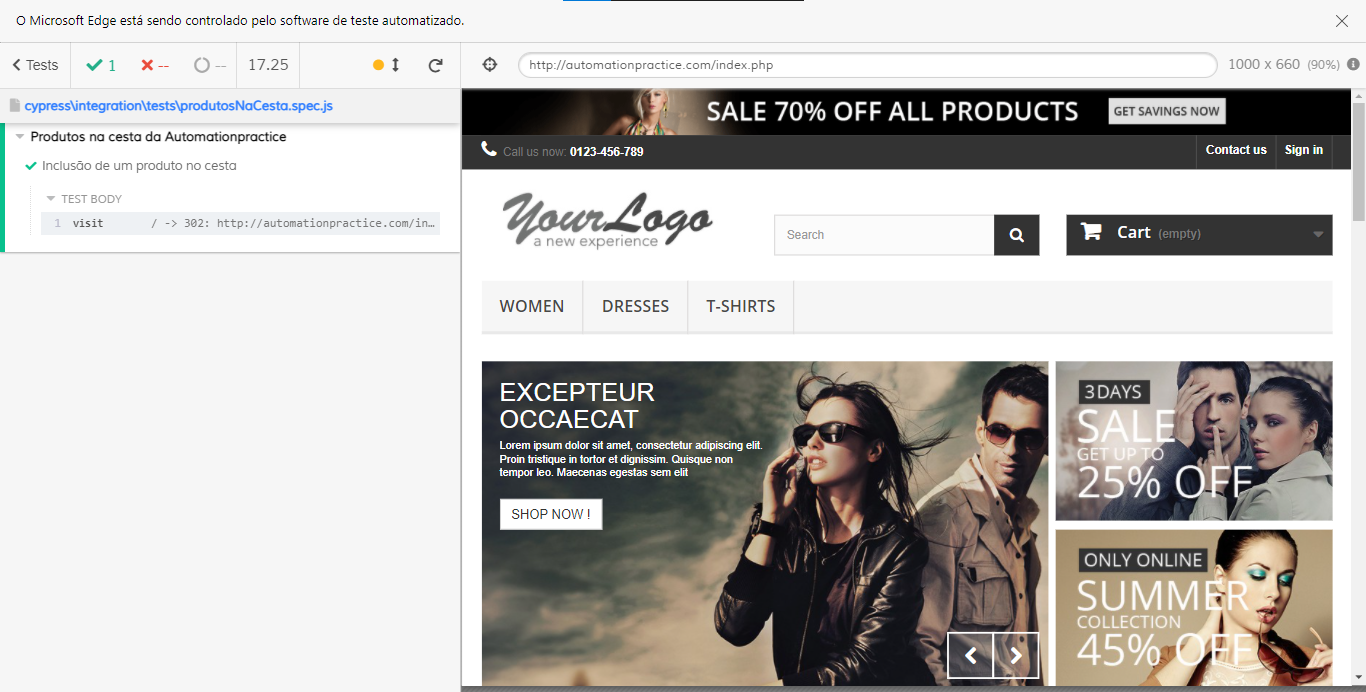 O Microsoft Edge está sendo controlado pelo software de teste automatizado.
Tests
1
--
--
17.25
http://automationpractice.com/index.php
1000 x 660 (90%)
cypress\integration\tests\produtosNaCesta.spec.js
Produtos na cesta da Automationpractice
Inclusão de um produto no cesta
TEST BODY
1 visit / -> 302: http://automationpractice.com/in…
SALE 70% OFF ALL PRODUCTS
GET SAVINGS NOW
Call us now: 0123-456-789
Contact us
Sign in
YourLogo
a new experience
Search
Cart (empty)
WOMEN
DRESSES
T-SHIRTS
EXCEPTEUR
OCCAECAT
Lorem ipsum dolor sit amet, consectetur adipiscing elit.
Proin tristique in tortor et dignissim. Quisque non
tempor leo. Maecenas egestas sem elit
SHOP NOW !
3 DAYS
SALE
GET UP TO
25% OFF
ONLY ONLINE
SUMMER
COLLECTION
45% OFF